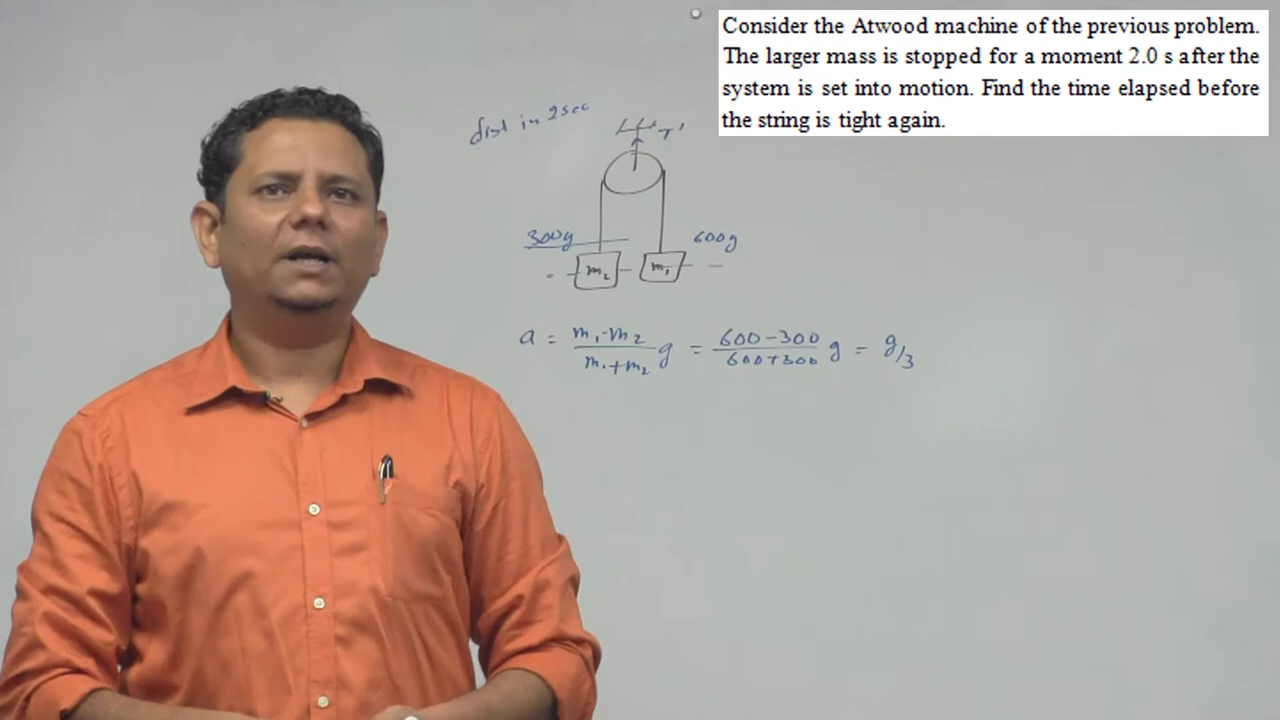 Consider the Atwood machine of the previous problem.
The larger mass is stopped for a moment 2.0 s after the
system is set into motion. Find the time elapsed before
the string is tight again.
dist in 2sec
T'
300g 600g
m₂ m₁
a = m₁-m₂ / m₁+m₂ g = 600-300 / 600+300 g = g/3